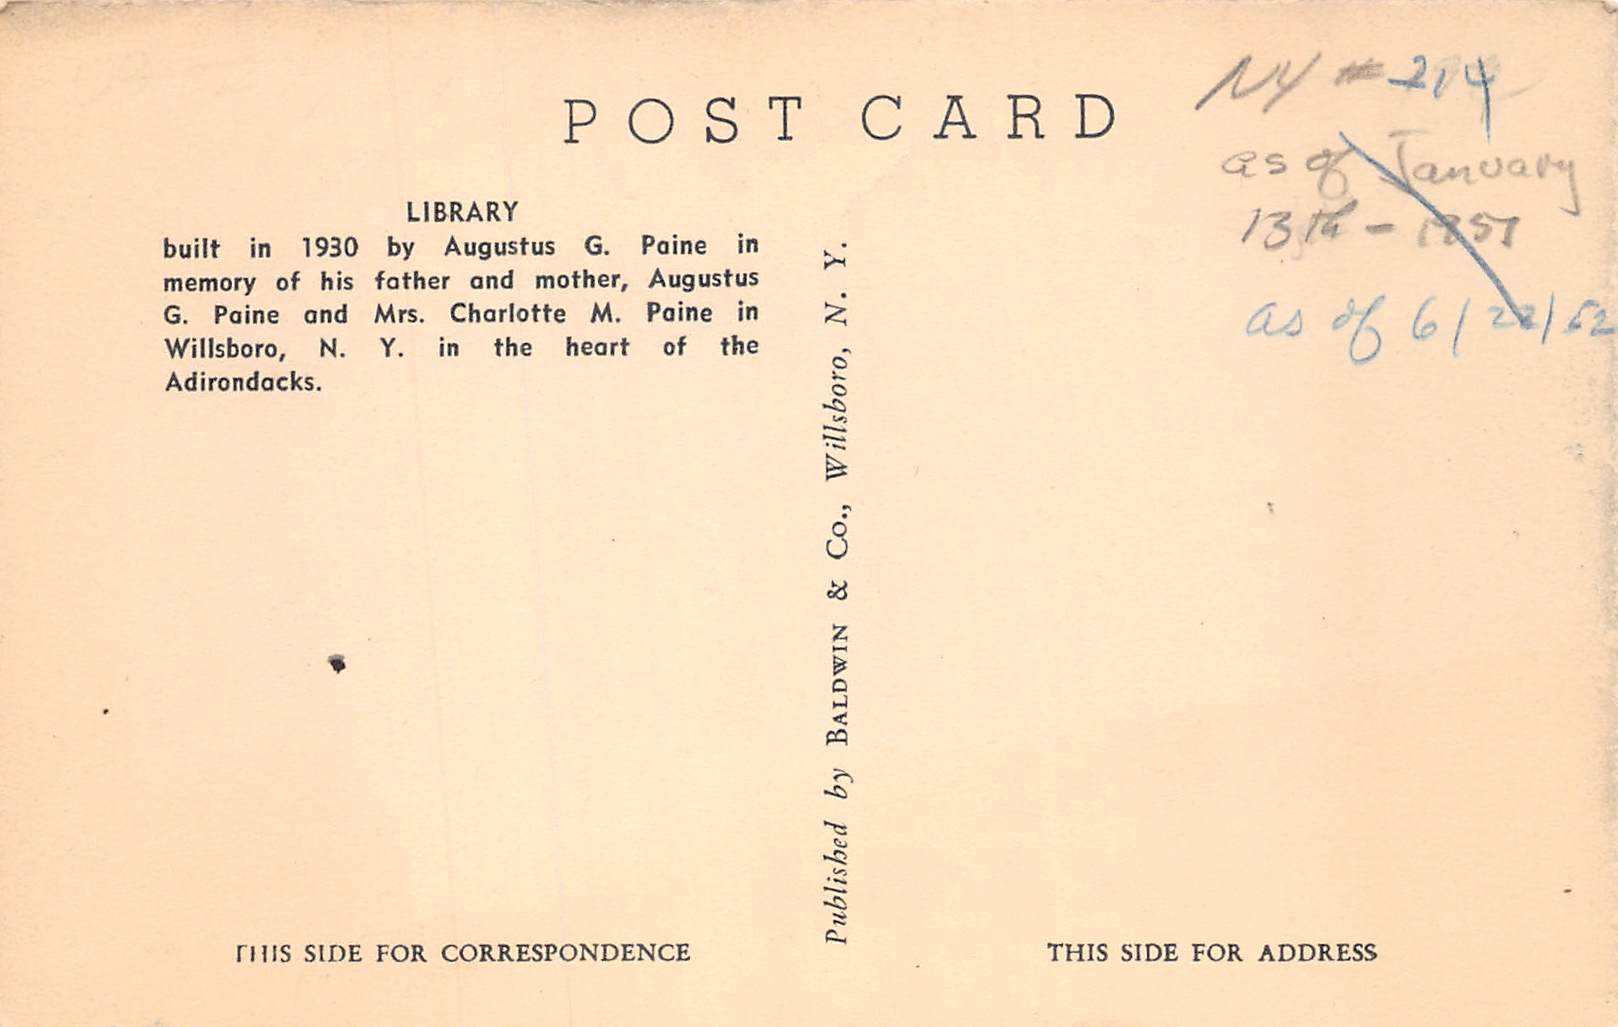 POST CARD
NY # 214
as of January
13th - 1951
as of 6/22/52
LIBRARY
built in 1930 by Augustus G. Paine in
memory of his father and mother, Augustus
G. Paine and Mrs. Charlotte M. Paine in
Willsboro, N. Y. in the heart of the
Adirondacks.
Published by BALDWIN & Co., Willsboro, N. Y.
THIS SIDE FOR CORRESPONDENCE
THIS SIDE FOR ADDRESS